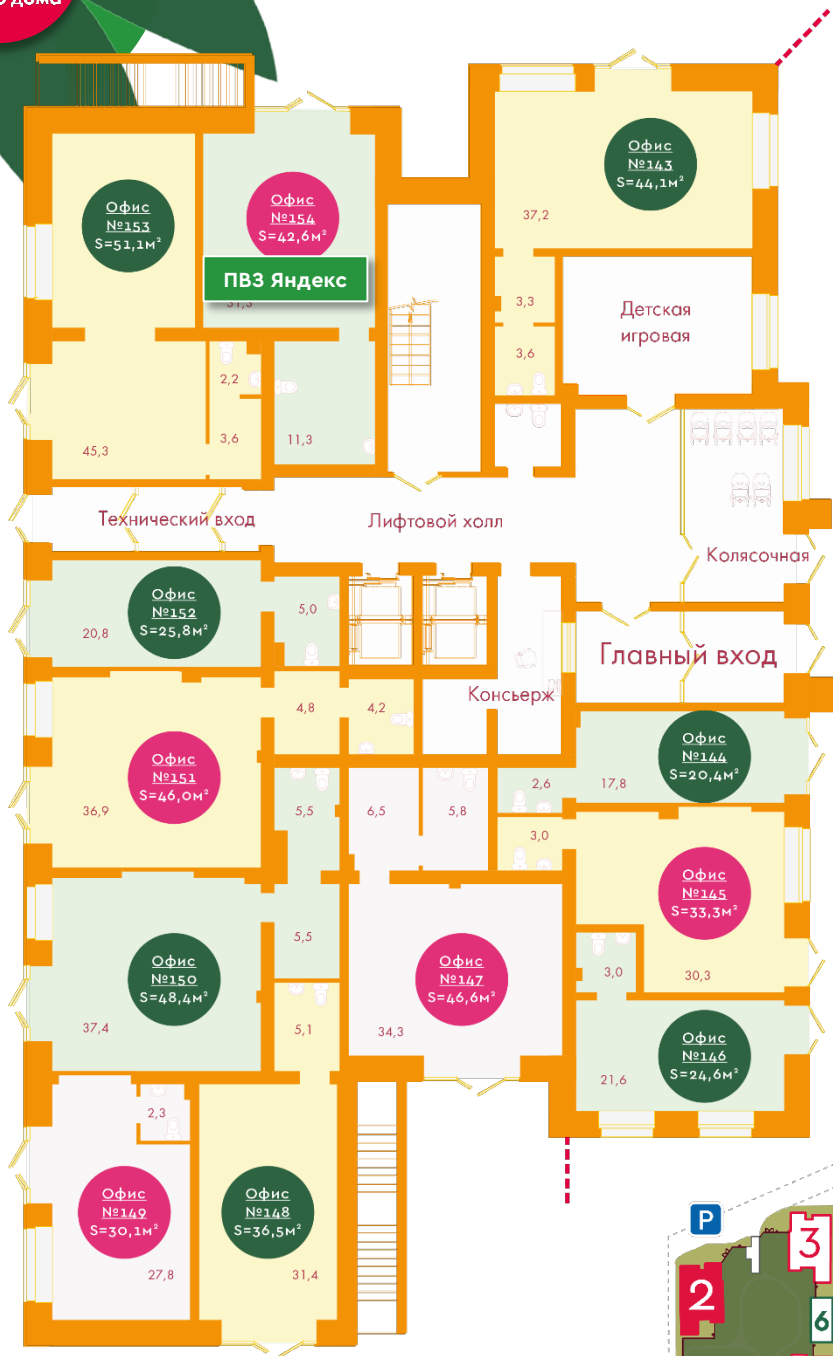 дома
Офис
№143
S=44,1м²
37,2
3,3
3,6
Офис
№153
S=51,1м²
Офис
№154
S=42,6м²
ПВЗ Яндекс
31,3
Детская
игровая
2,2
3,6
45,3
11,3
Технический вход
Лифтовой холл
Колясочная
Офис
№152
S=25,8м²
20,8
5,0
Главный вход
Консьерж
4,8
4,2
Офис
№151
S=46,0м²
36,9
Офис
№144
S=20,4м²
17,8
2,6
5,5
6,5
5,8
3,0
Офис
№145
S=33,3м²
30,3
5,5
Офис
№150
S=48,4м²
37,4
Офис
№147
S=46,6м²
34,3
3,0
5,1
Офис
№146
S=24,6м²
21,6
2,3
Офис
№149
S=30,1м²
27,8
Офис
№148
S=36,5м²
31,4
P
3
2
6